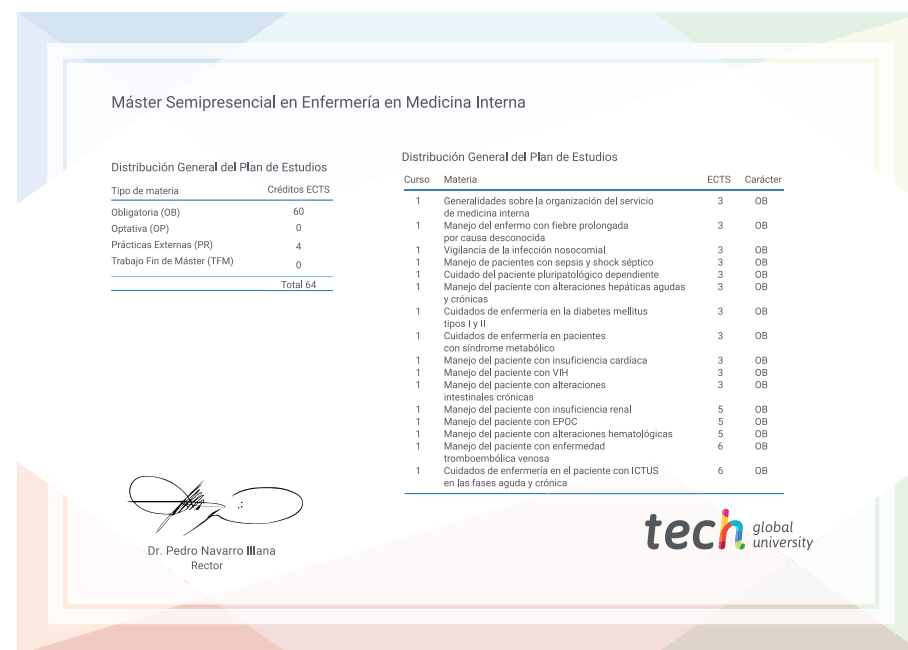 Máster Semipresencial en Enfermería en Medicina Interna
Distribución General del Plan de Estudios
Tipo de materia Créditos ECTS
Obligatoria (OB) 60
Optativa (OP) 0
Prácticas Externas (PR) 4
Trabajo Fin de Máster (TFM) 0
Total 64
Distribución General del Plan de Estudios
Curso Materia ECTS Carácter
1 Generalidades sobre la organización del servicio 3 OB
de medicina interna
1 Manejo del enfermo con fiebre prolongada 3 OB
por causa desconocida
1 Vigilancia de la infección nosocomial 3 OB
1 Manejo de pacientes con sepsis y shock séptico 3 OB
1 Cuidado del paciente pluripatológico dependiente 3 OB
1 Manejo del paciente con alteraciones hepáticas agudas 3 OB
y crónicas
1 Cuidados de enfermería en la diabetes mellitus 3 OB
tipos I y II
1 Cuidados de enfermería en pacientes 3 OB
con síndrome metabólico
1 Manejo del paciente con insuficiencia cardíaca 3 OB
1 Manejo del paciente con VIH 3 OB
1 Manejo del paciente con alteraciones 3 OB
intestinales crónicas
1 Manejo del paciente con insuficiencia renal 5 OB
1 Manejo del paciente con EPOC 5 OB
1 Manejo del paciente con alteraciones hematológicas 5 OB
1 Manejo del paciente con enfermedad 6 OB
tromboembólica venosa
1 Cuidados de enfermería en el paciente con ICTUS 6 OB
en las fases aguda y crónica
Dr. Pedro Navarro Illana
Rector
tech global
university